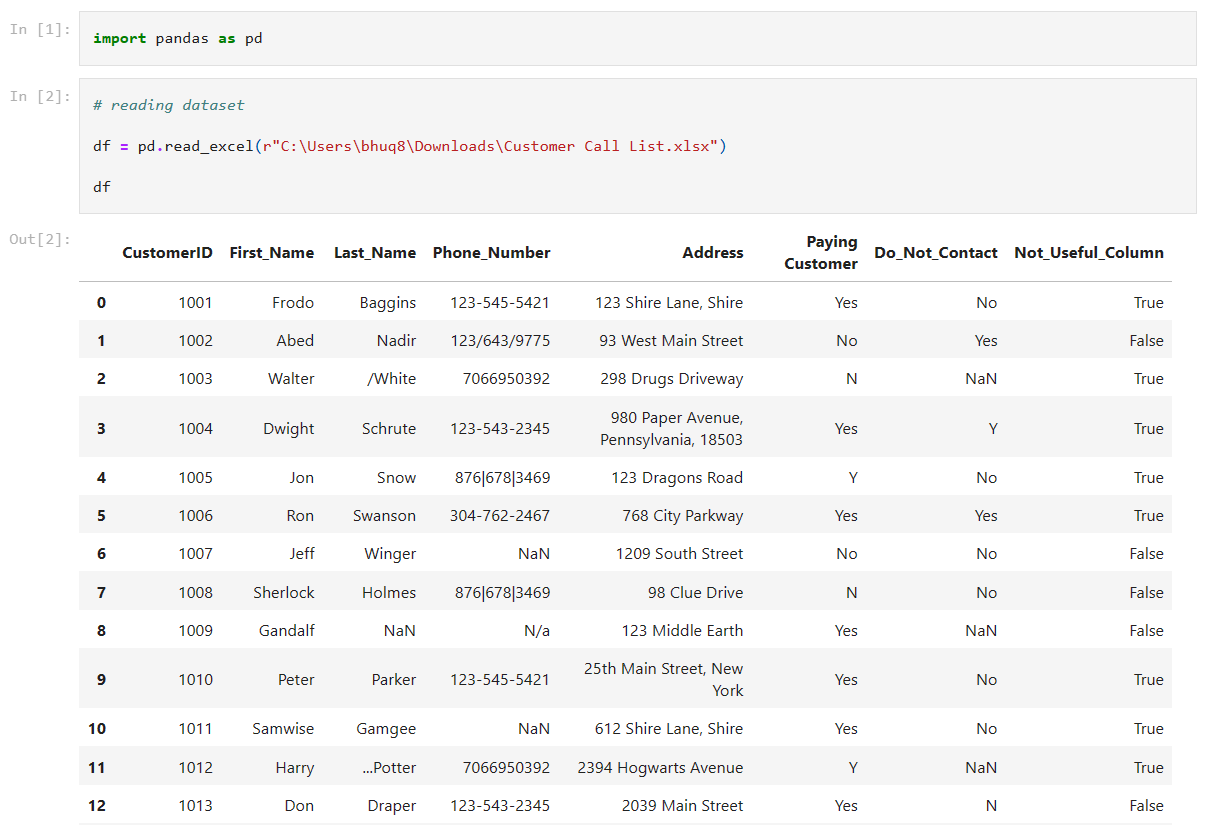 In [1]: import pandas as pd
In [2]: # reading dataset
df = pd.read_excel(r"C:\Users\bhuq8\Downloads\Customer Call List.xlsx")
df
Out[2]:
CustomerID First_Name Last_Name Phone_Number Address Paying Customer Do_Not_Contact Not_Useful_Column
0 1001 Frodo Baggins 123-545-5421 123 Shire Lane, Shire Yes No True
1 1002 Abed Nadir 123/643/9775 93 West Main Street No Yes False
2 1003 Walter /White 7066950392 298 Drugs Driveway N NaN True
3 1004 Dwight Schrute 123-543-2345 980 Paper Avenue, Pennsylvania, 18503 Yes Y True
4 1005 Jon Snow 876|678|3469 123 Dragons Road Y No True
5 1006 Ron Swanson 304-762-2467 768 City Parkway Yes Yes True
6 1007 Jeff Winger NaN 1209 South Street No No False
7 1008 Sherlock Holmes 876|678|3469 98 Clue Drive N No False
8 1009 Gandalf NaN N/a 123 Middle Earth Yes NaN False
9 1010 Peter Parker 123-545-5421 25th Main Street, New York Yes No True
10 1011 Samwise Gamgee NaN 612 Shire Lane, Shire Yes No True
11 1012 Harry ...Potter 7066950392 2394 Hogwarts Avenue Y NaN True
12 1013 Don Draper 123-543-2345 2039 Main Street Yes N False